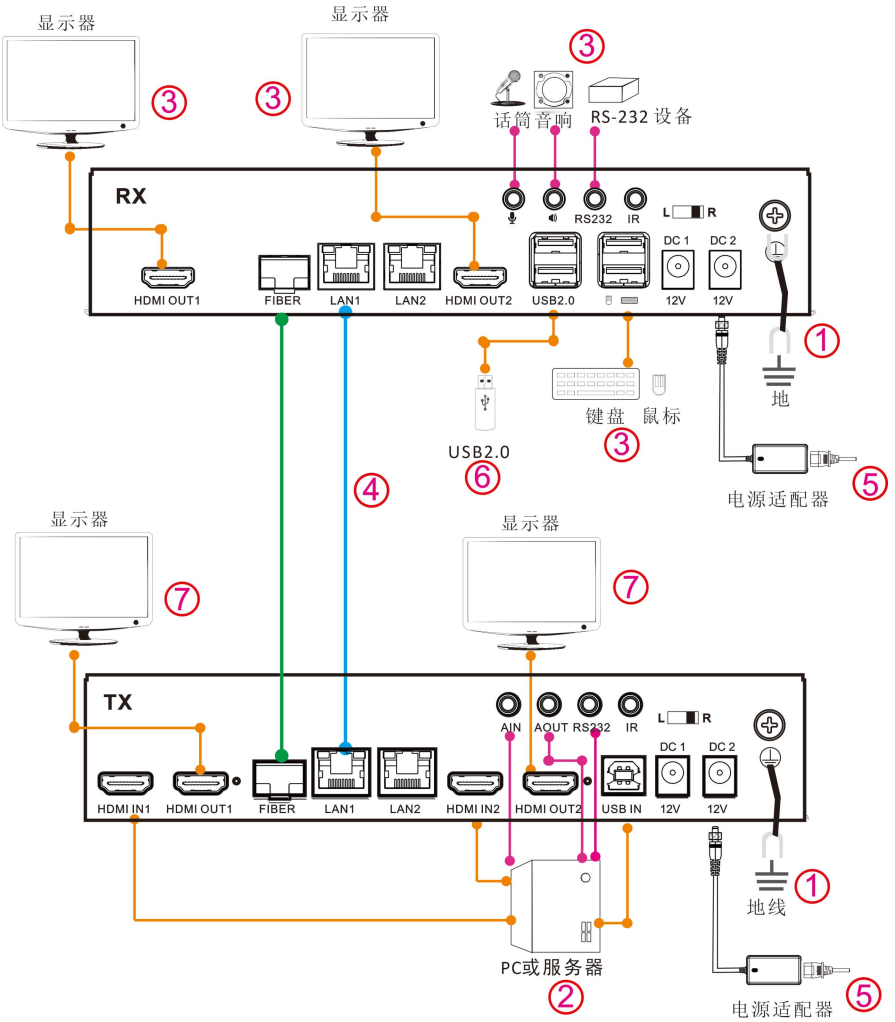 显示器
显示器
③
③
③
话筒 音响
RS-232 设备
RX
RS232
IR
L
R
DC 1
DC 2
HDMI OUT1
FIBER
LAN1
LAN2
HDMI OUT2
USB2.0
12V
12V
①
地
键盘
鼠标
③
USB2.0
⑥
④
⑤
电源适配器
显示器
显示器
⑦
⑦
TX
AIN
AOUT
RS232
IR
L
R
DC 1
DC 2
HDMI IN1
HDMI OUT1
FIBER
LAN1
LAN2
HDMI IN2
HDMI OUT2
USB IN
12V
12V
①
地线
PC或服务器
②
⑤
电源适配器